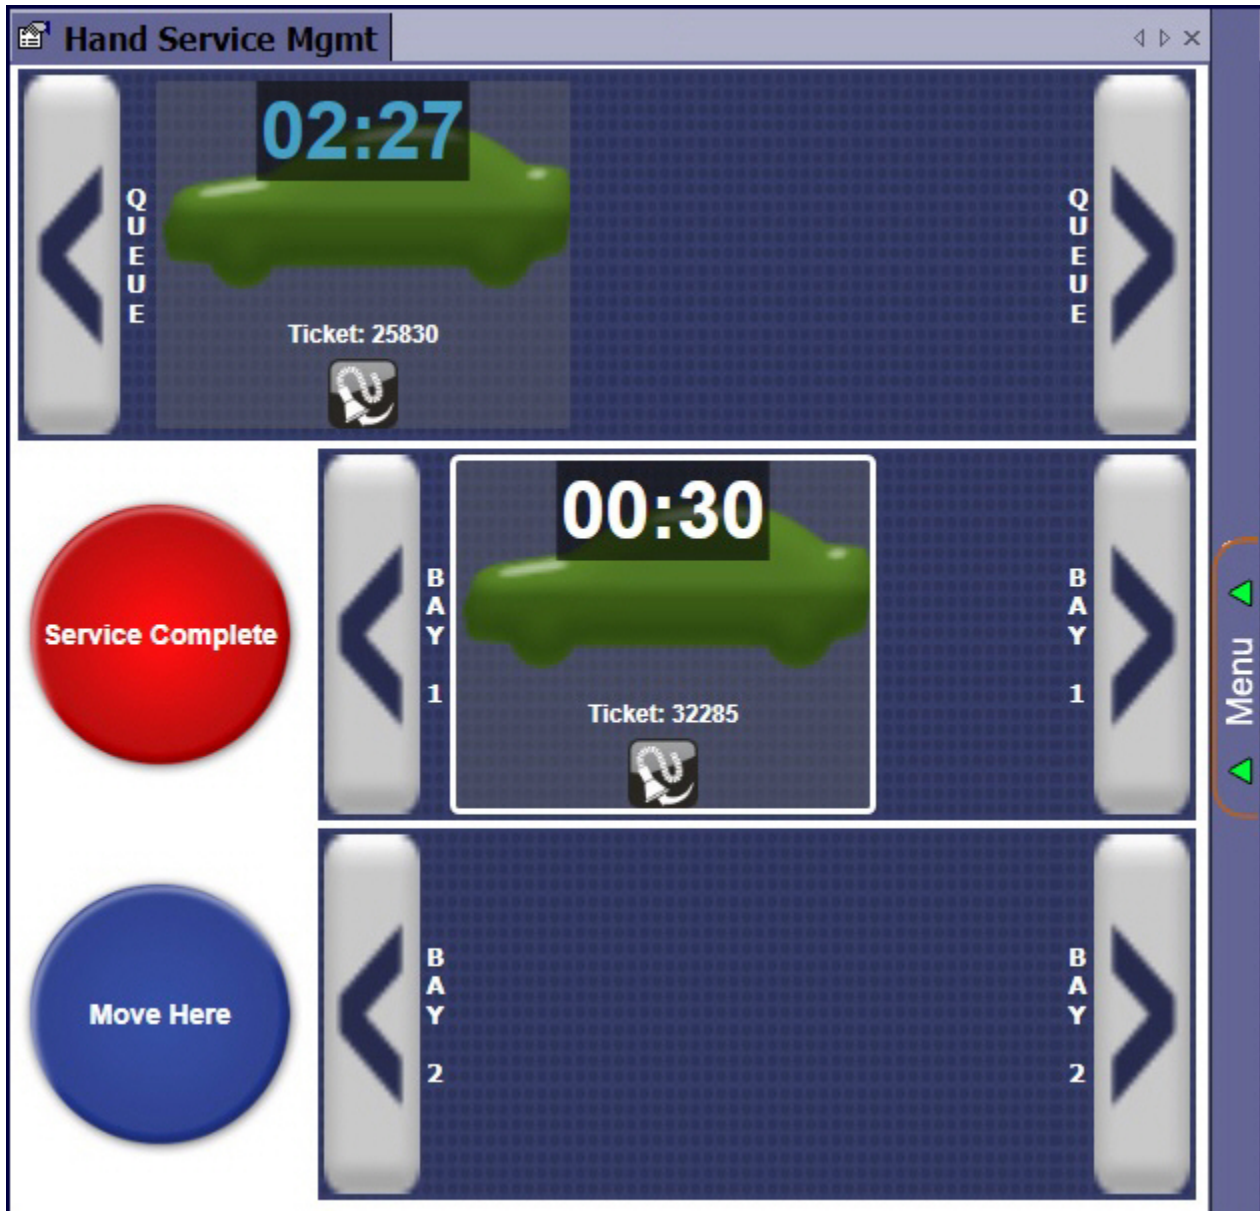 Hand Service Mgmt
02:27
QUEUE
QUEUE
Ticket: 25830
Service Complete
BAY 1
00:30
BAY 1
Ticket: 32285
Menu
Move Here
BAY 2
BAY 2